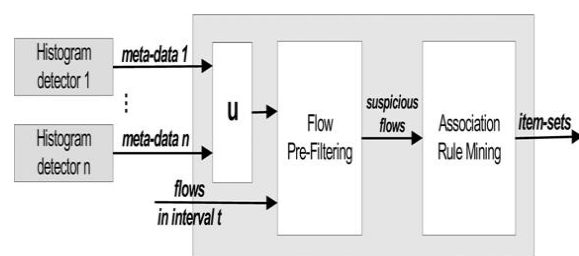 Histogram
detector 1
meta-data 1
⋮
Histogram
detector n
meta-data n
u
flows
in interval t
Flow
Pre-Filtering
suspicious
flows
Association
Rule Mining
item-sets